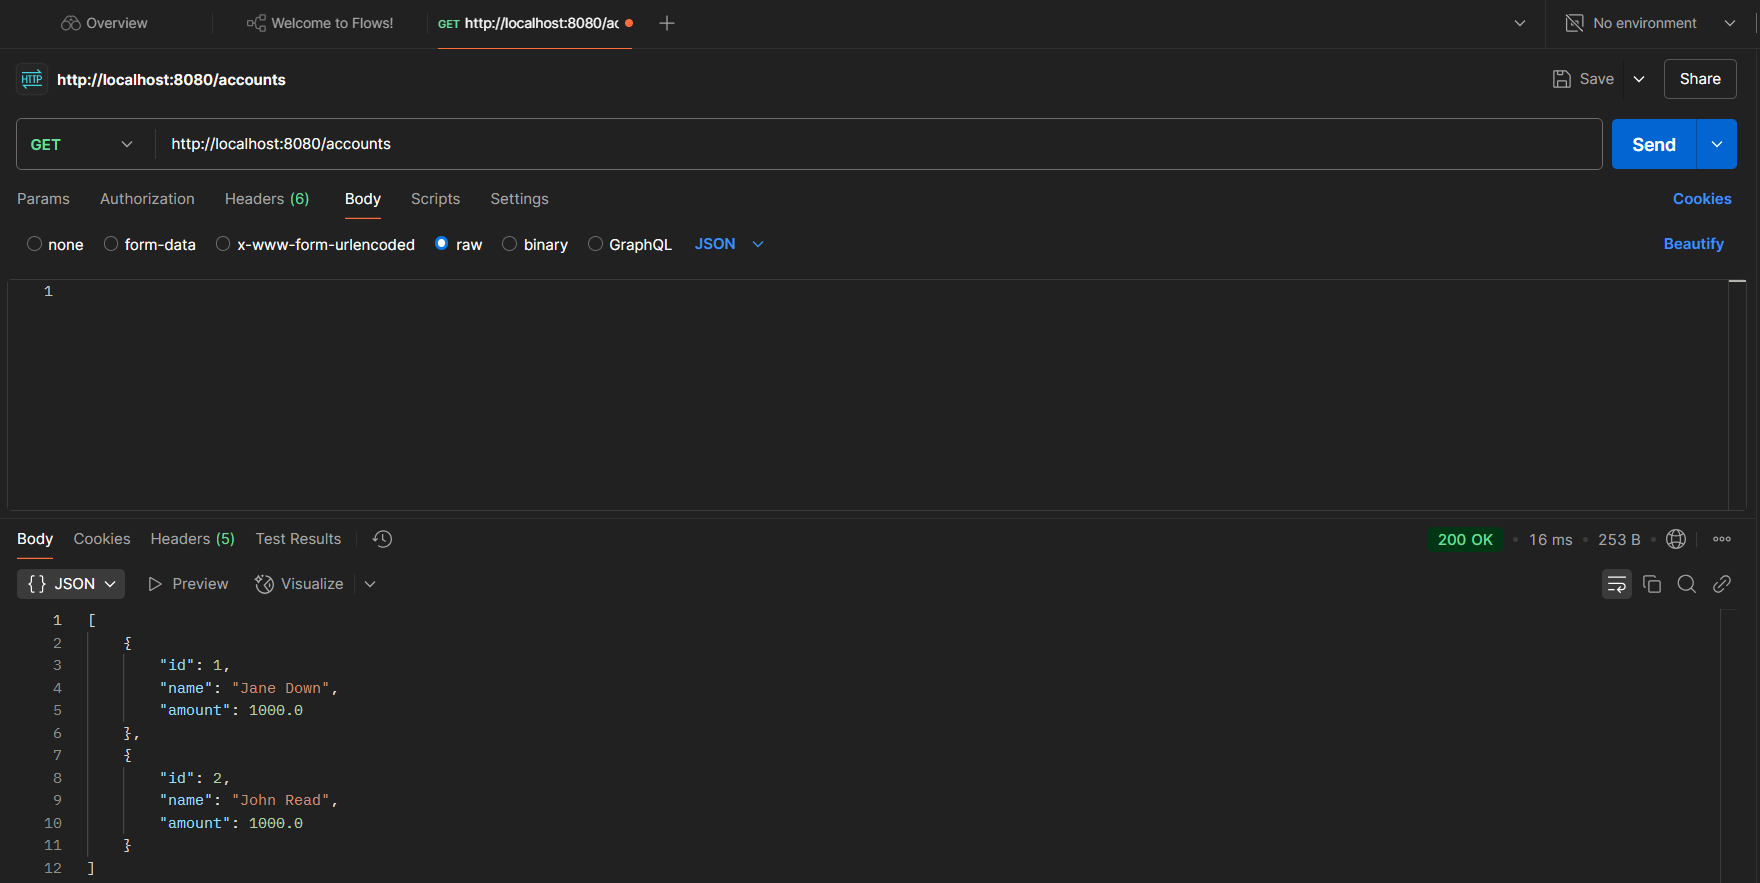 Overview
Welcome to Flows!
GET http://localhost:8080/ac
No environment
HTTP http://localhost:8080/accounts
Save
Share
GET http://localhost:8080/accounts
Send
Params Authorization Headers (6) Body Scripts Settings Cookies
none form-data x-www-form-urlencoded raw binary GraphQL JSON Beautify
1
Body Cookies Headers (5) Test Results 200 OK • 16 ms • 253 B •
{} JSON Preview Visualize
1 [
2 {
3 "id": 1,
4 "name": "Jane Down",
5 "amount": 1000.0
6 },
7 {
8 "id": 2,
9 "name": "John Read",
10 "amount": 1000.0
11 }
12 ]